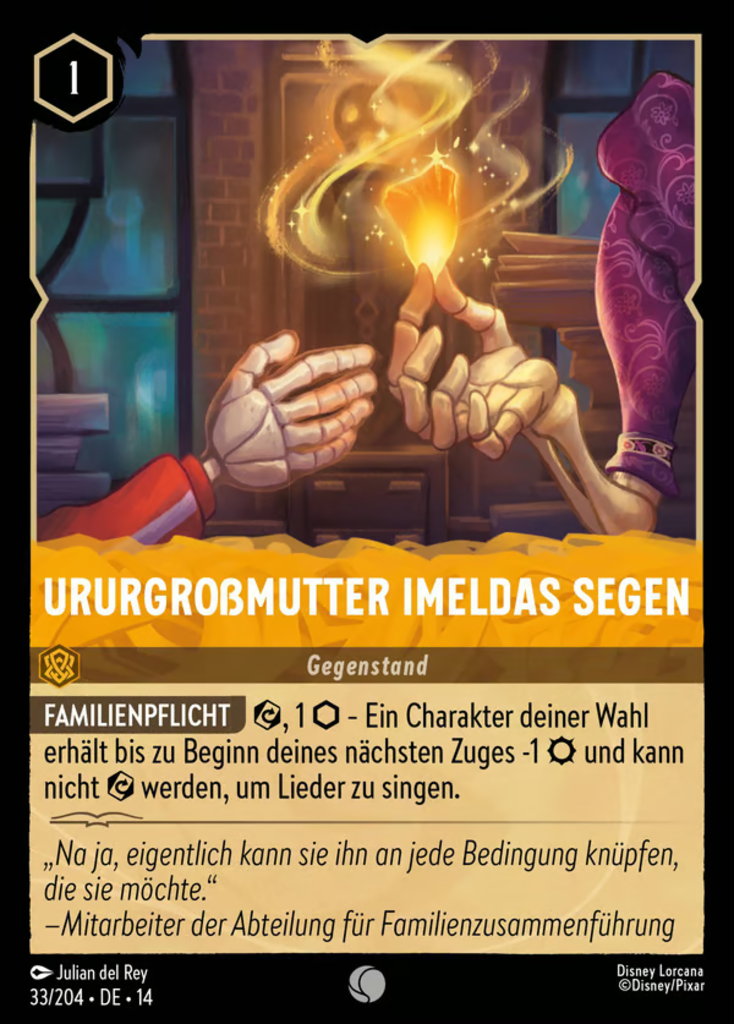 1
URURGROẞMUTTER IMELDAS SEGEN
Gegenstand
FAMILIENPFLICHT , 1 - Ein Charakter deiner Wahl
erhält bis zu Beginn deines nächsten Zuges -1 und kann
nicht werden, um Lieder zu singen.
„Na ja, eigentlich kann sie ihn an jede Bedingung knüpfen,
die sie möchte.“
–Mitarbeiter der Abteilung für Familienzusammenführung
Julian del Rey
33/204 • DE • 14
Disney Lorcana
©Disney/Pixar